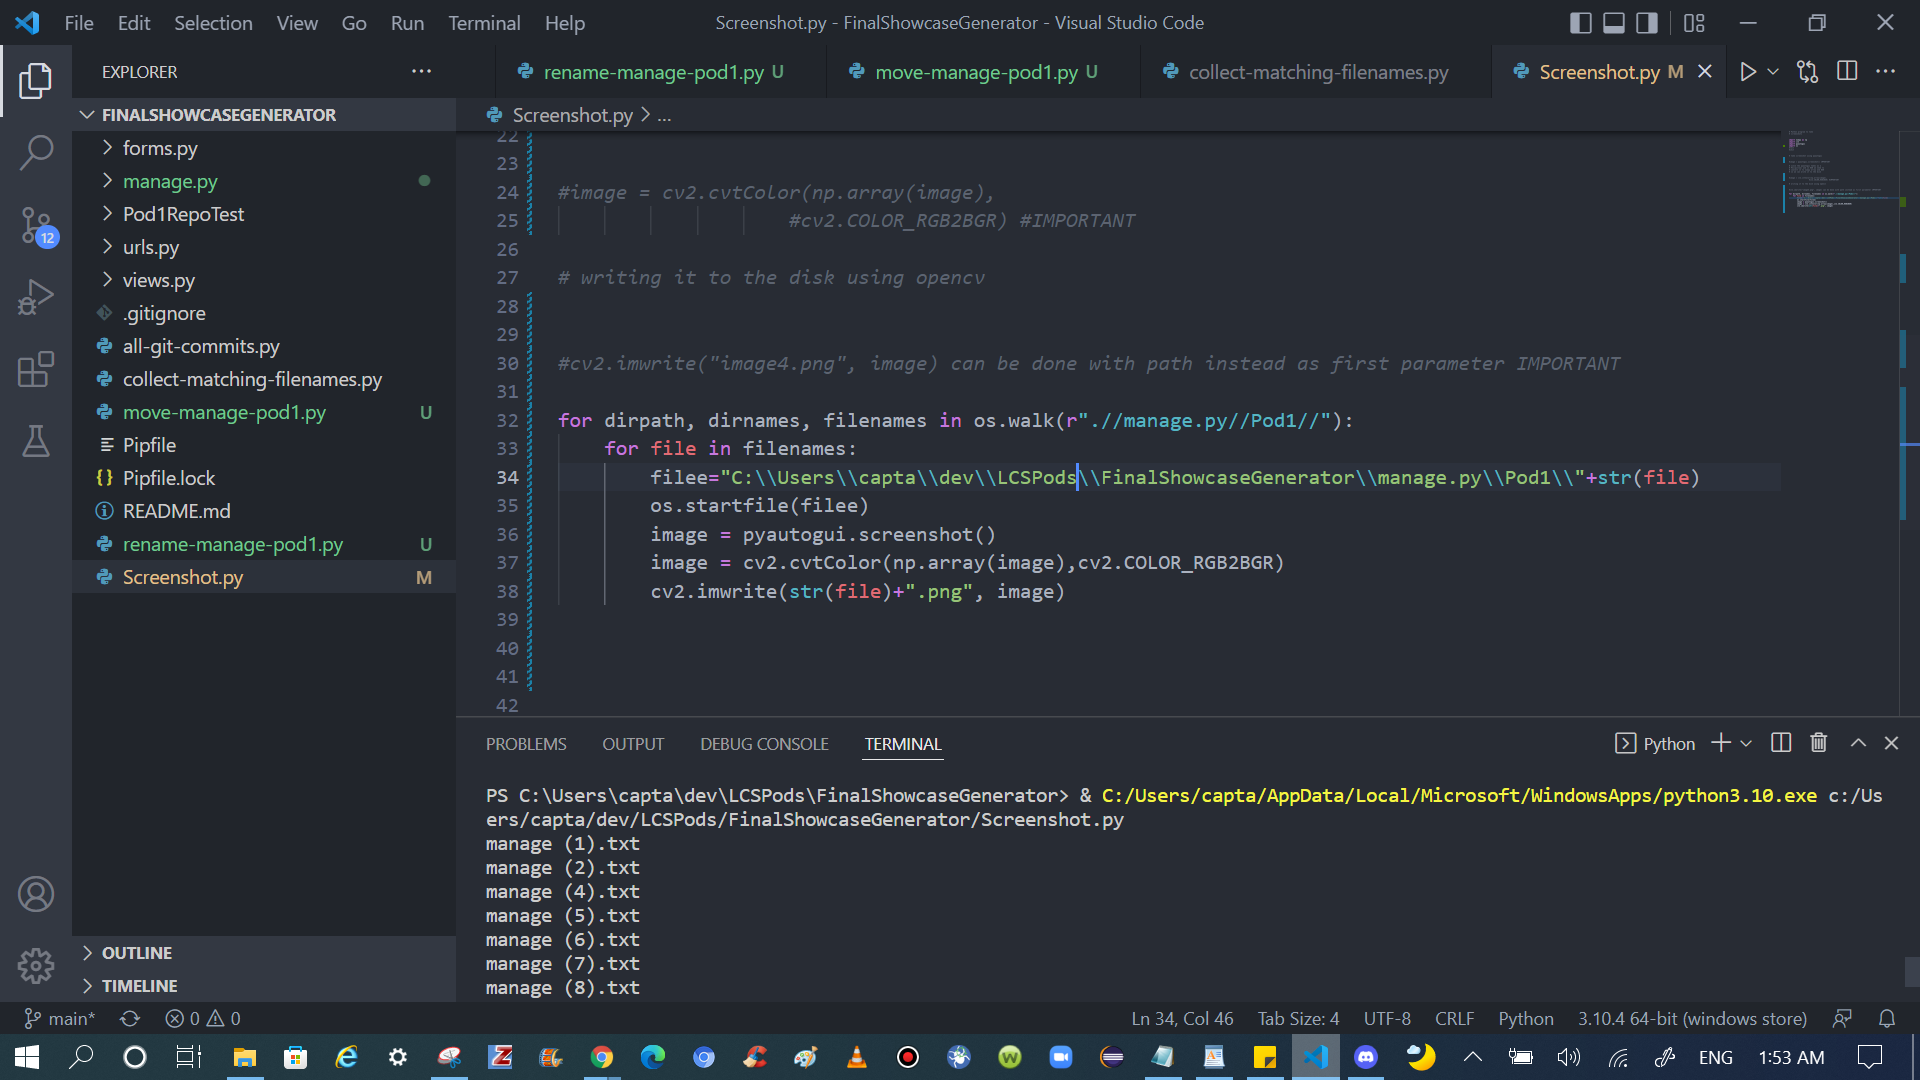 File Edit Selection View Go Run Terminal Help
Screenshot.py - FinalShowcaseGenerator - Visual Studio Code
EXPLORER
rename-manage-pod1.py U
move-manage-pod1.py U
collect-matching-filenames.py
Screenshot.py M
FINALSHOWCASEGENERATOR
forms.py
manage.py
Pod1RepoTest
urls.py
views.py
.gitignore
all-git-commits.py
collect-matching-filenames.py
move-manage-pod1.py U
Pipfile
Pipfile.lock
README.md
rename-manage-pod1.py U
Screenshot.py M
OUTLINE
TIMELINE
12
Screenshot.py > ...
22
23
24 #image = cv2.cvtColor(np.array(image),
25 #cv2.COLOR_RGB2BGR) #IMPORTANT
26
27 # writing it to the disk using opencv
28
29
30 #cv2.imwrite("image4.png", image) can be done with path instead as first parameter IMPORTANT
31
32 for dirpath, dirnames, filenames in os.walk(r".//manage.py//Pod1//"):
33 for file in filenames:
34 filee="C:\\Users\\capta\\dev\\LCSPods\\FinalShowcaseGenerator\\manage.py\\Pod1\\"+str(file)
35 os.startfile(filee)
36 image = pyautogui.screenshot()
37 image = cv2.cvtColor(np.array(image),cv2.COLOR_RGB2BGR)
38 cv2.imwrite(str(file)+".png", image)
39
40
41
42
PROBLEMS OUTPUT DEBUG CONSOLE TERMINAL
Python
PS C:\Users\capta\dev\LCSPods\FinalShowcaseGenerator> & C:/Users/capta/AppData/Local/Microsoft/WindowsApps/python3.10.exe c:/Us
ers/capta/dev/LCSPods/FinalShowcaseGenerator/Screenshot.py
manage (1).txt
manage (2).txt
manage (4).txt
manage (5).txt
manage (6).txt
manage (7).txt
manage (8).txt
main* 0 0
Ln 34, Col 46 Tab Size: 4 UTF-8 CRLF Python 3.10.4 64-bit (windows store)
ENG 1:53 AM